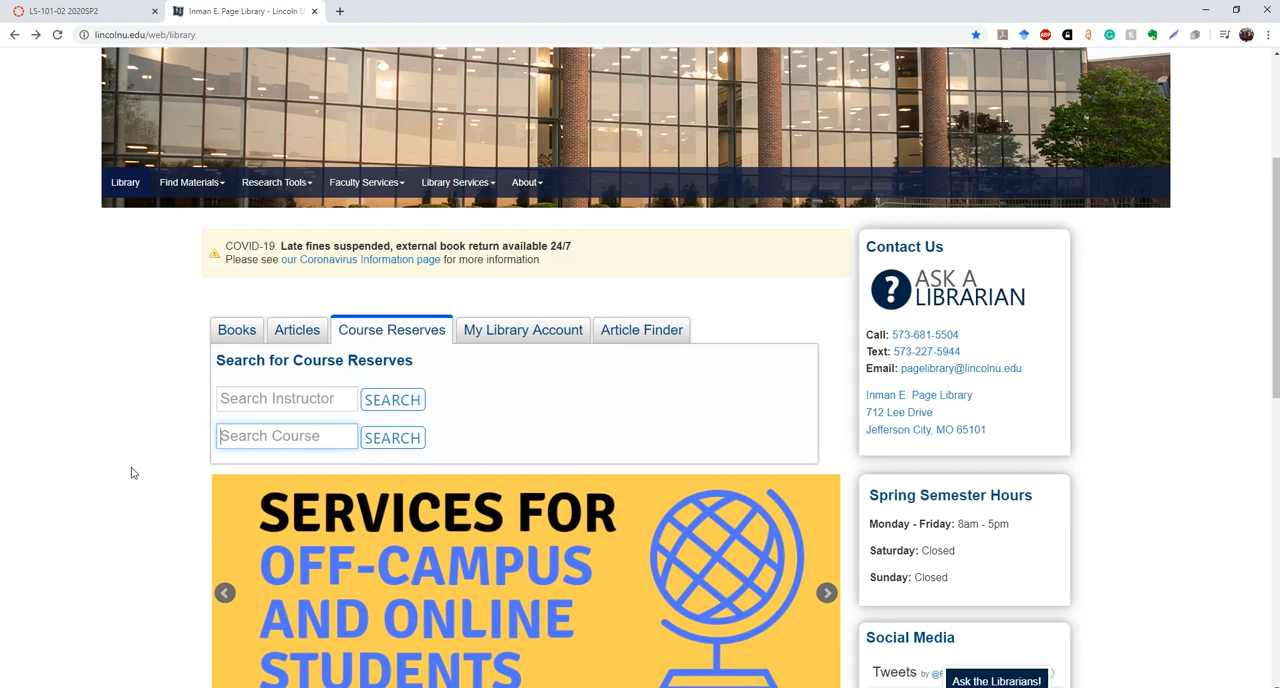 LS-101-02 2020SP2
Inman E. Page Library - Lincoln U
lincolnu.edu/web/library
ABP
Library
Find Materials
Research Tools
Faculty Services
Library Services
About
COVID-19: Late fines suspended, external book return available 24/7
Please see our Coronavirus Information page for more information
Books
Articles
Course Reserves
My Library Account
Article Finder
Search for Course Reserves
Search Instructor
SEARCH
Search Course
SEARCH
SERVICES FOR
OFF-CAMPUS
AND ONLINE
STUDENTS
Contact Us
? ASK A
LIBRARIAN
Call: 573-681-5504
Text: 573-227-5944
Email: pagelibrary@lincolnu.edu
Inman E. Page Library
712 Lee Drive
Jefferson City, MO 65101
Spring Semester Hours
Monday - Friday: 8am - 5pm
Saturday: Closed
Sunday: Closed
Social Media
Tweets by
Ask the Librarians!